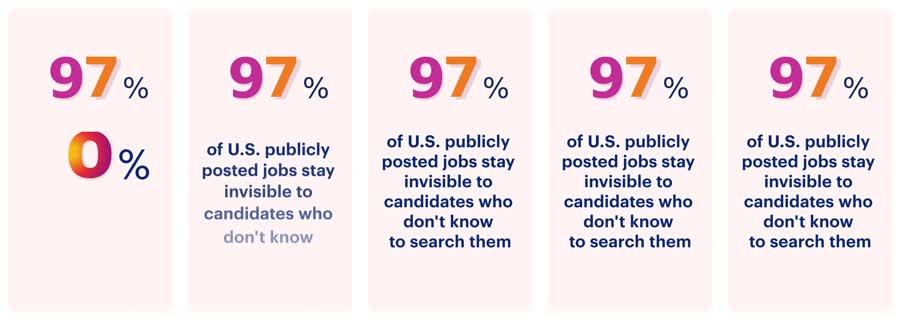 97%
0%
97%
of U.S. publicly
posted jobs stay
invisible to
candidates who
don't know
97%
of U.S. publicly
posted jobs stay
invisible to
candidates who
don't know
to search them
97%
of U.S. publicly
posted jobs stay
invisible to
candidates who
don't know
to search them
97%
of U.S. publicly
posted jobs stay
invisible to
candidates who
don't know
to search them